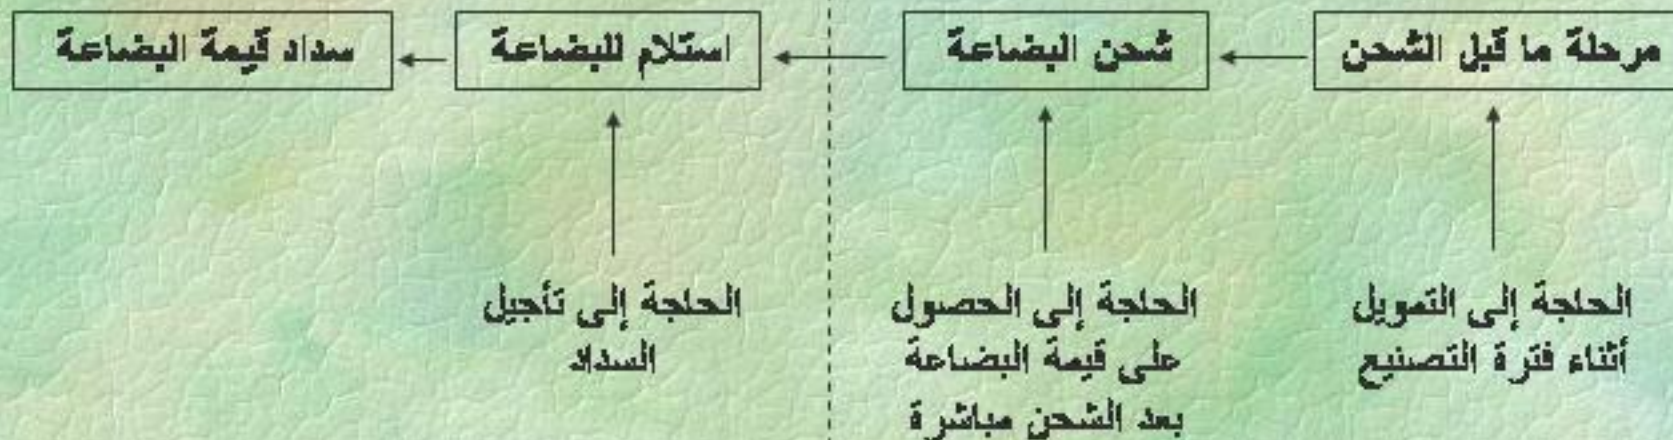 مرحلة ما قبل الشحن
شحن البضاعة
استلام للبضاعة
سداد قيمة البضاعة
الحاجة إلى التمويل
أثناء فترة التصنيع
الحاجة إلى الحصول
على قيمة البضاعة
بعد الشحن مباشرة
الحاجة إلى تأجيل
السداد